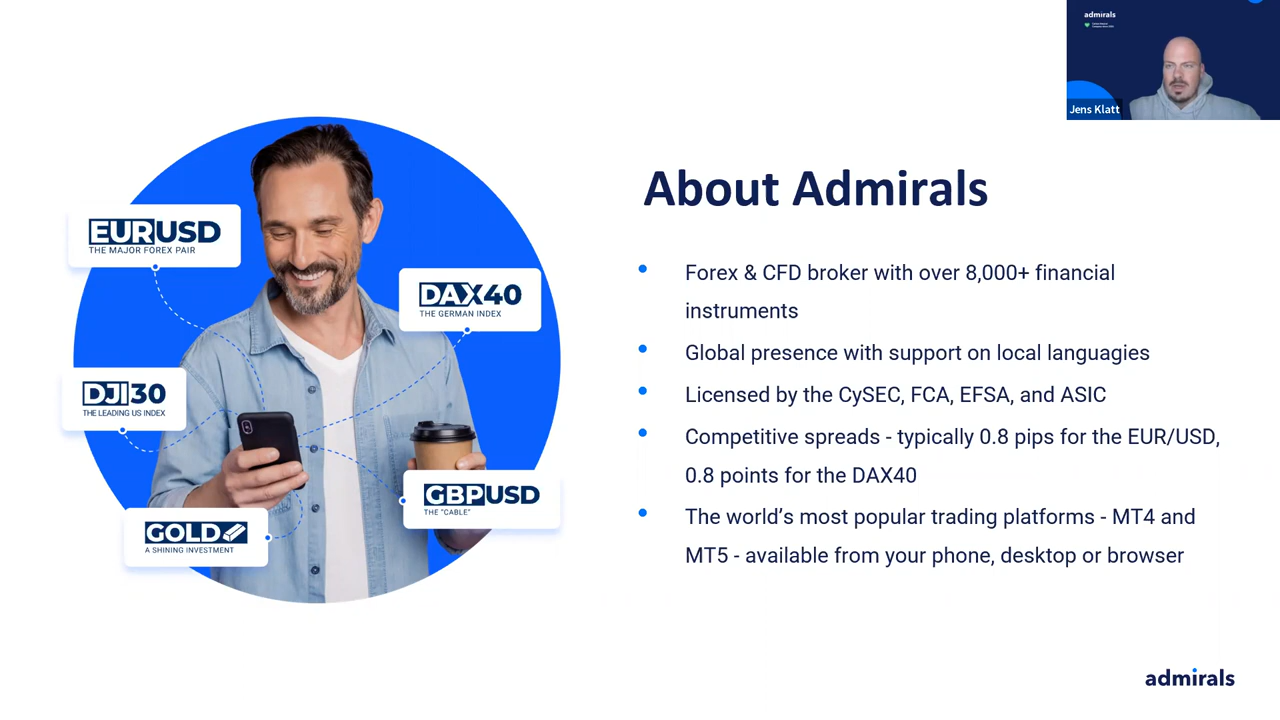 admirals
Jens Klatt
About Admirals
Forex & CFD broker with over 8,000+ financial
instruments
Global presence with support on local languagies
Licensed by the CySEC, FCA, EFSA, and ASIC
Competitive spreads - typically 0.8 pips for the EUR/USD,
0.8 points for the DAX40
The world’s most popular trading platforms - MT4 and
MT5 - available from your phone, desktop or browser
EURUSD
THE MAJOR FOREX PAIR
DAX40
THE GERMAN INDEX
DJI30
THE LEADING US INDEX
GBPUSD
THE "CABLE"
GOLD
A SHINING INVESTMENT
admirals